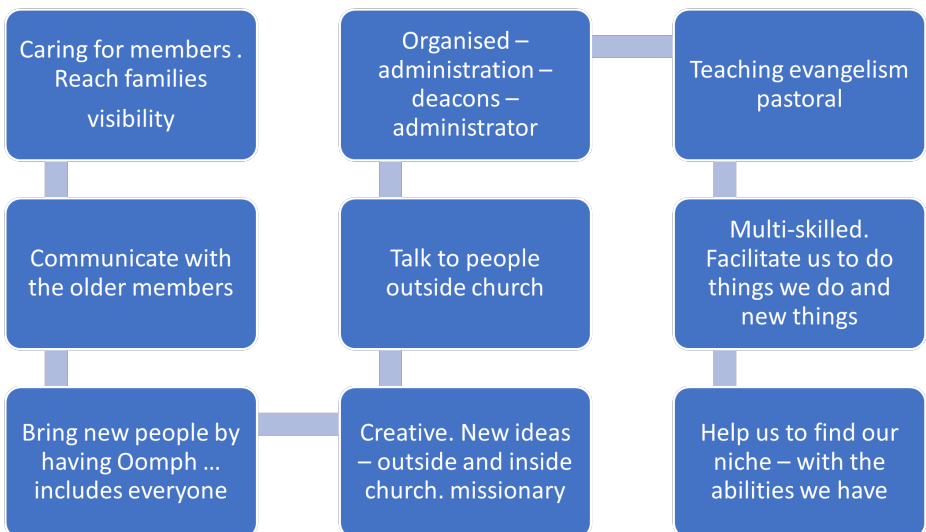 Caring for members .
Reach families
visibility
Communicate with
the older members
Bring new people by
having Oomph …
includes everyone
Creative. New ideas
– outside and inside
church. missionary
Talk to people
outside church
Organised –
administration –
deacons –
administrator
Teaching evangelism
pastoral
Multi-skilled.
Facilitate us to do
things we do and
new things
Help us to find our
niche – with the
abilities we have